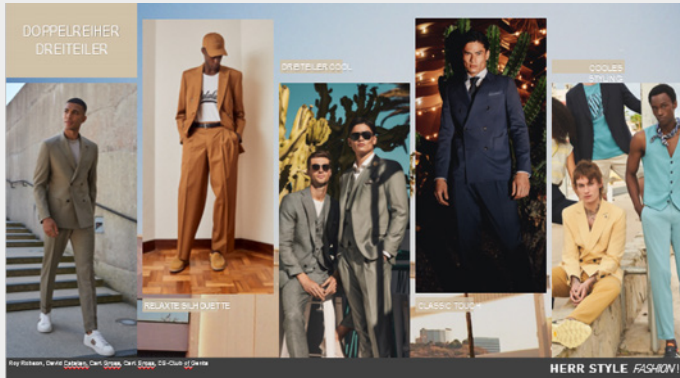 DOPPELREIHER
DREITEILER
DREITEILER COOL
COOLES
STYLING
RELAXTE SILHOUETTE
CLASSIC TOUCH
Roy Robson, David Catalan, Carl Gross, Carl Gross, CG-Club of Gents
HERR STYLE FASHION!